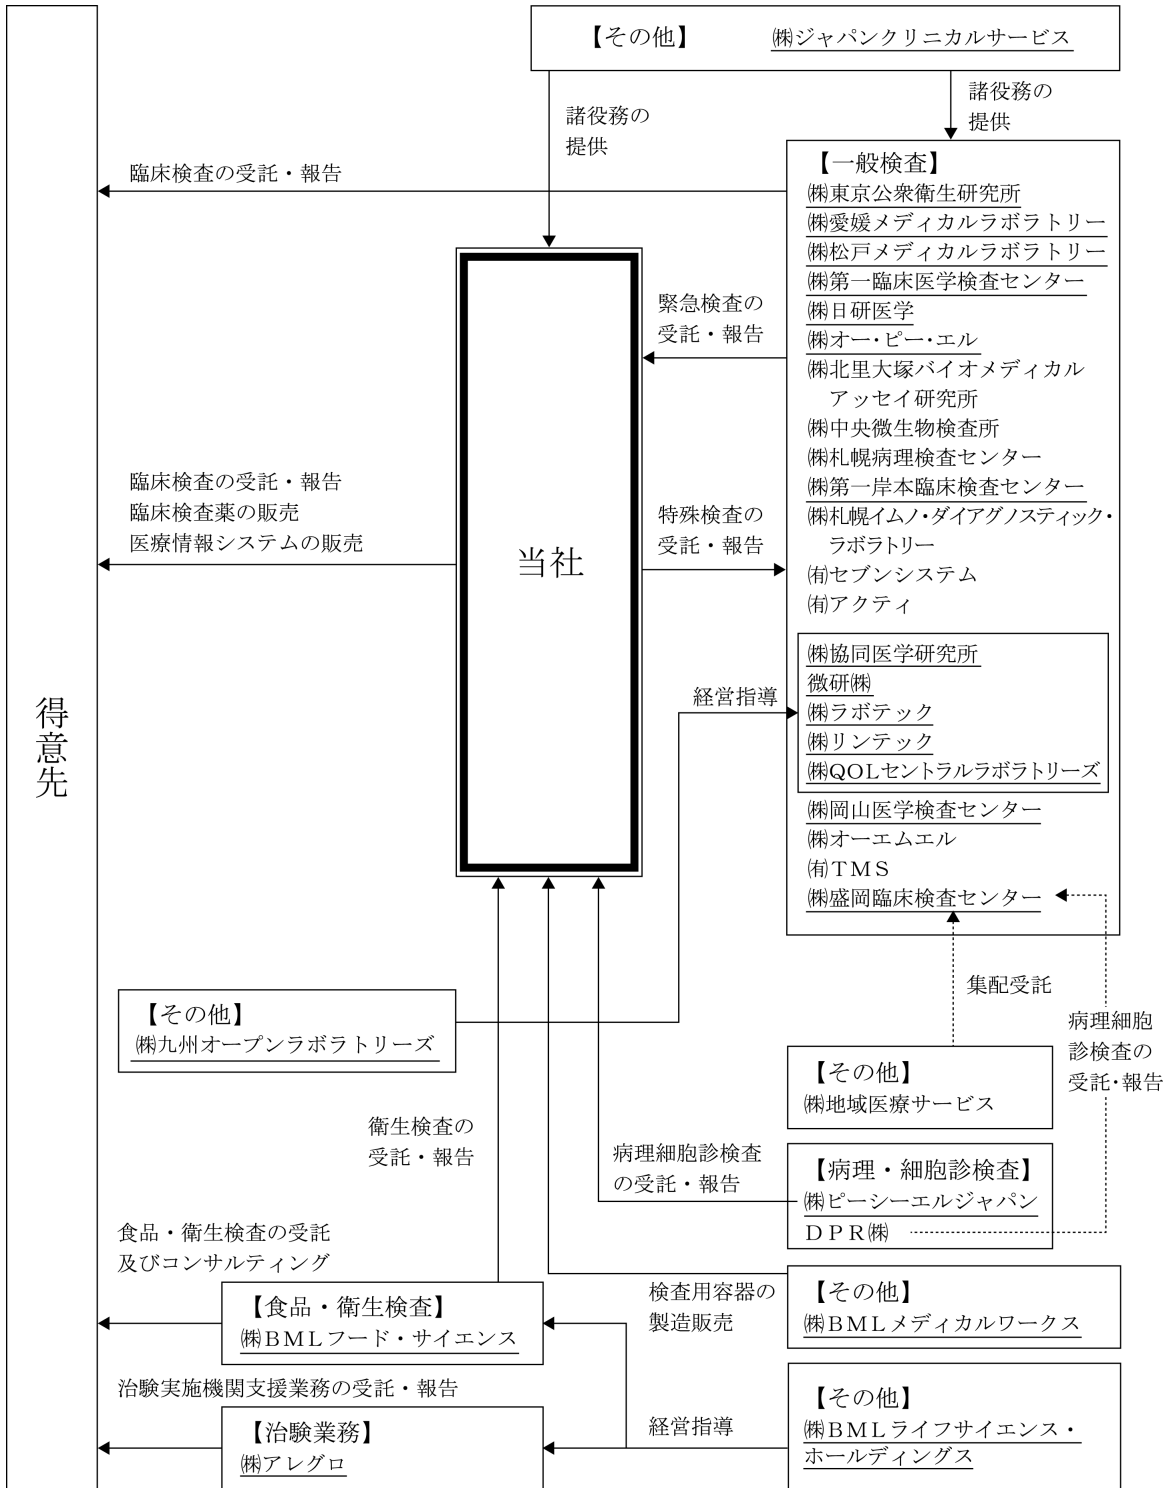 【その他】 ㈱ジャパンクリニカルサービス
諸役務の
提供
諸役務の
提供
臨床検査の受託・報告
【一般検査】
㈱東京公衆衛生研究所
㈱愛媛メディカルラボラトリー
㈱松戸メディカルラボラトリー
㈱第一臨床医学検査センター
㈱日研医学
㈱オー・ピー・エル
㈱北里大塚バイオメディカル
アッセイ研究所
㈱中央微生物検査所
㈱札幌病理検査センター
㈱第一岸本臨床検査センター
㈱札幌イムノ・ダイアグノスティック・
ラボラトリー
㈲セブンシステム
㈲アクティ
㈱協同医学研究所
微研㈱
㈱ラボテック
㈱リンテック
㈱QOLセントラルラボラトリーズ
㈱岡山医学検査センター
㈱オーエムエル
㈲TMS
㈱盛岡臨床検査センター
緊急検査の
受託・報告
特殊検査の
受託・報告
当社
臨床検査の受託・報告
臨床検査薬の販売
医療情報システムの販売
得意先
経営指導
【その他】
㈱九州オープンラボラトリーズ
集配受託
病理細胞
診検査の
受託・報告
【その他】
㈱地域医療サービス
衛生検査の
受託・報告
病理細胞診検査
の受託・報告
【病理・細胞診検査】
㈱ピーシーエルジャパン
DPR㈱
食品・衛生検査の受託
及びコンサルティング
【食品・衛生検査】
㈱BMLフード・サイエンス
検査用容器の
製造販売
【その他】
㈱BMLメディカルワークス
治験実施機関支援業務の受託・報告
【治験業務】
㈱アレグロ
経営指導
【その他】
㈱BMLライフサイエンス・
ホールディングス